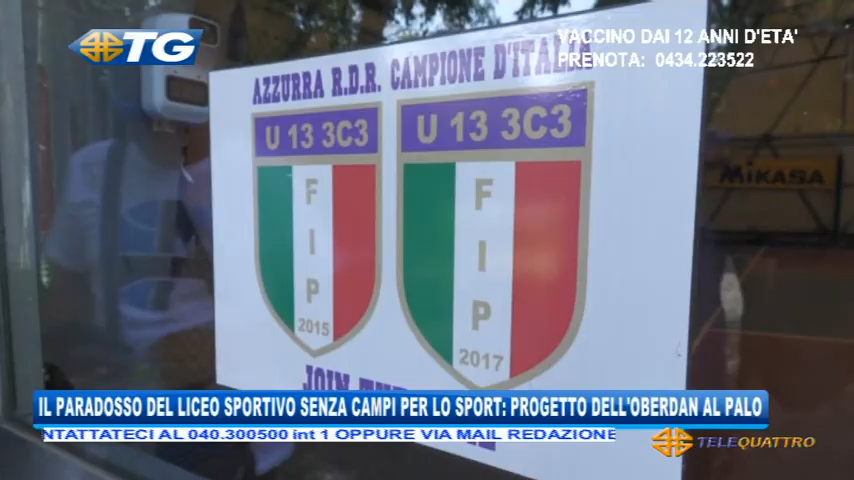 TG
VACCINO DAI 12 ANNI D'ETA'
PRENOTA: 0434.223522
AZZURRA R.D.R. CAMPIONE D'ITALIA
U 13 3C3
U 13 3C3
FIP
2015
FIP
2017
MIKASA
JOIN
IL PARADOSSO DEL LICEO SPORTIVO SENZA CAMPI PER LO SPORT: PROGETTO DELL'OBERDAN AL PALO
NTATTATECI AL 040.300500 int 1 OPPURE VIA MAIL REDAZIONE
TELEQUATTRO